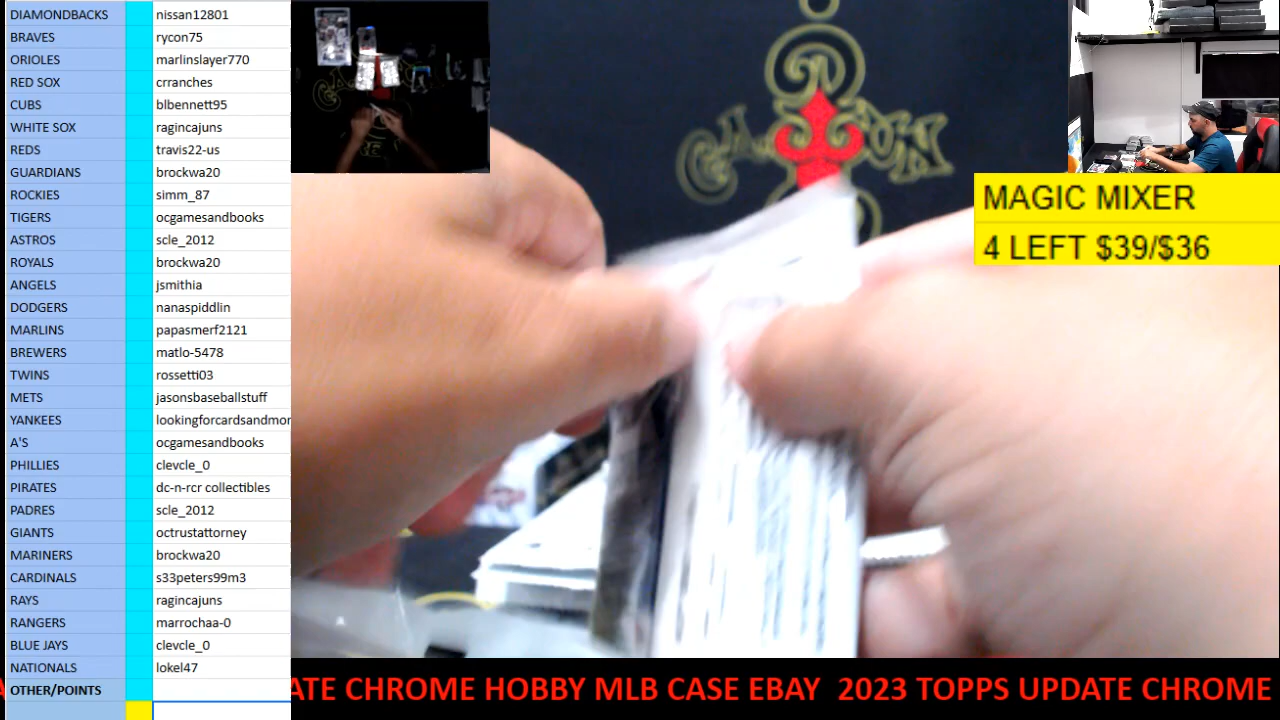 DIAMONDBACKS nissan12801
BRAVES rycon75
ORIOLES marlinslayer770
RED SOX crranches
CUBS blbennett95
WHITE SOX ragincajuns
REDS travis22-us
GUARDIANS brockwa20
ROCKIES simm_87
TIGERS ocgamesandbooks
ASTROS scle_2012
ROYALS brockwa20
ANGELS jsmithia
DODGERS nanaspiddlin
MARLINS papasmerf2121
BREWERS matlo-5478
TWINS rossetti03
METS jasonsbaseballstuff
YANKEES lookingforcardsandmor
A'S ocgamesandbooks
PHILLIES clevcle_0
PIRATES dc-n-rcr collectibles
PADRES scle_2012
GIANTS octrustattorney
MARINERS brockwa20
CARDINALS s33peters99m3
RAYS ragincajuns
RANGERS marrochaa-0
BLUE JAYS clevcle_0
NATIONALS lokel47
OTHER/POINTS
MAGIC MIXER
4 LEFT $39/$36
ATE CHROME HOBBY MLB CASE EBAY 2023 TOPPS UPDATE CHROME